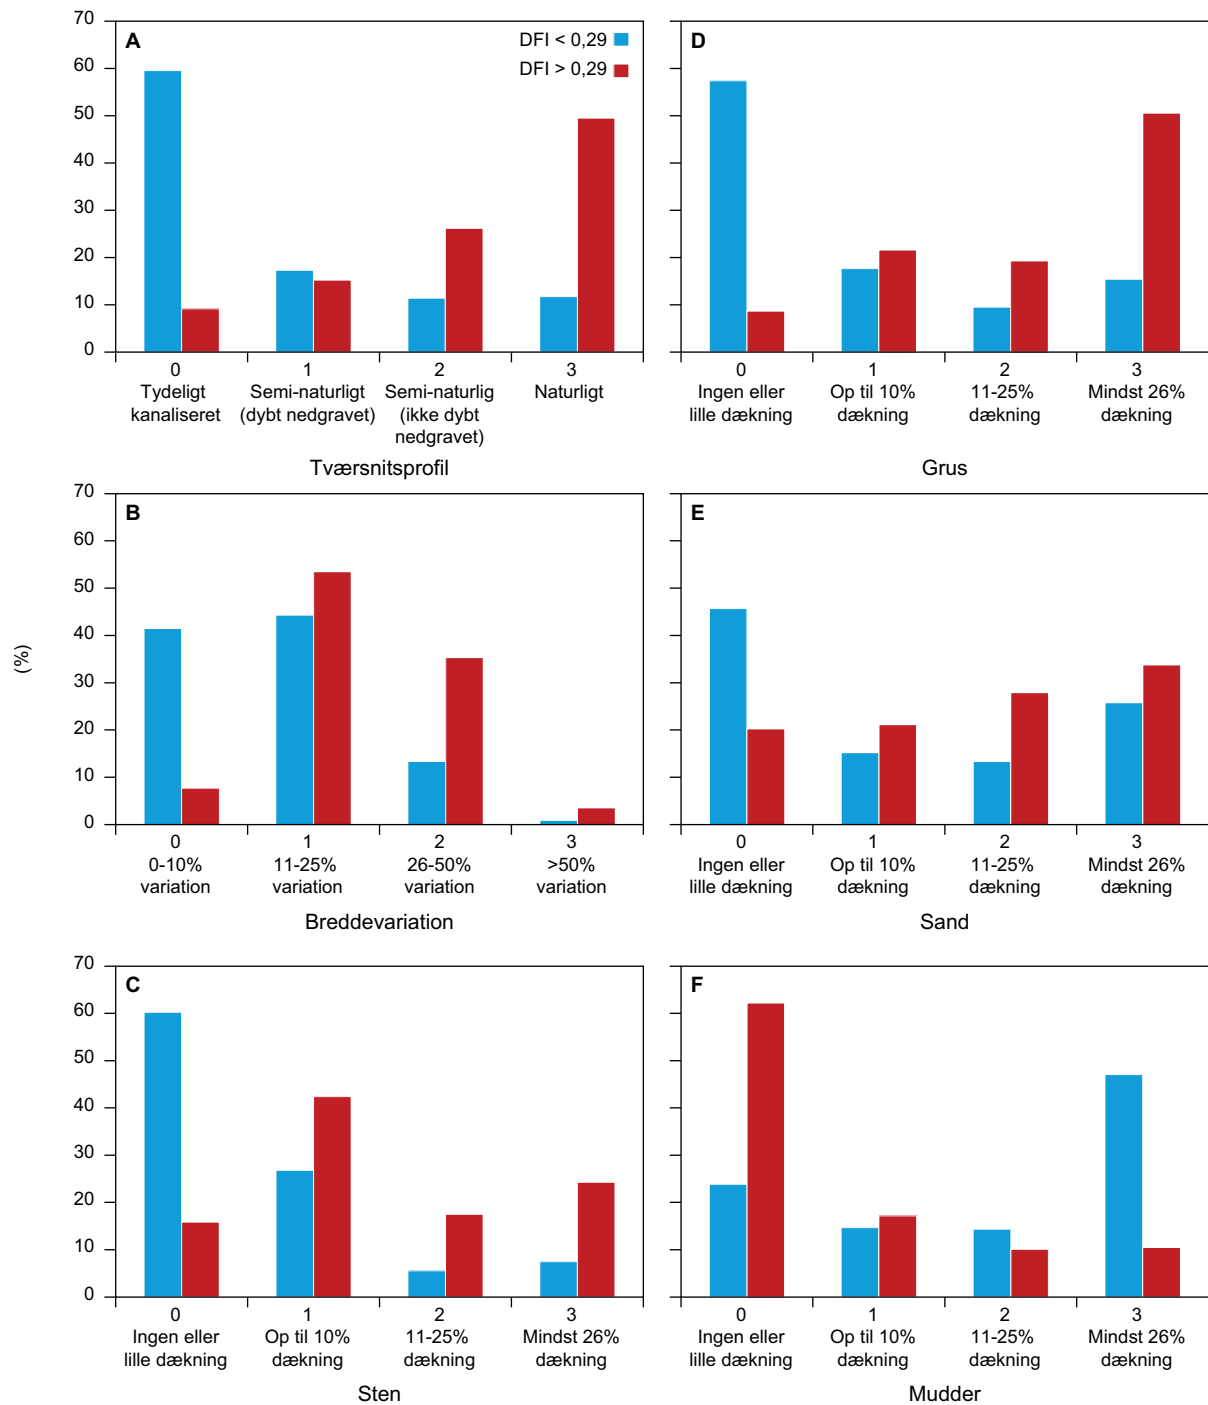 (%)
A
DFI < 0,29
DFI > 0,29
70
60
50
40
30
20
10
0
0
1
2
3
Tydeligt
kanaliseret
Semi-naturligt
(dybt nedgravet)
Semi-naturlig
(ikke dybt
nedgravet)
Naturligt
Tværsnitsprofil
D
0
1
2
3
Ingen eller
lille dækning
Op til 10%
dækning
11-25%
dækning
Mindst 26%
dækning
Grus
B
70
60
50
40
30
20
10
0
0
1
2
3
0-10%
variation
11-25%
variation
26-50%
variation
>50%
variation
Breddevariation
E
0
1
2
3
Ingen eller
lille dækning
Op til 10%
dækning
11-25%
dækning
Mindst 26%
dækning
Sand
C
70
60
50
40
30
20
10
0
0
1
2
3
Ingen eller
lille dækning
Op til 10%
dækning
11-25%
dækning
Mindst 26%
dækning
Sten
F
0
1
2
3
Ingen eller
lille dækning
Op til 10%
dækning
11-25%
dækning
Mindst 26%
dækning
Mudder